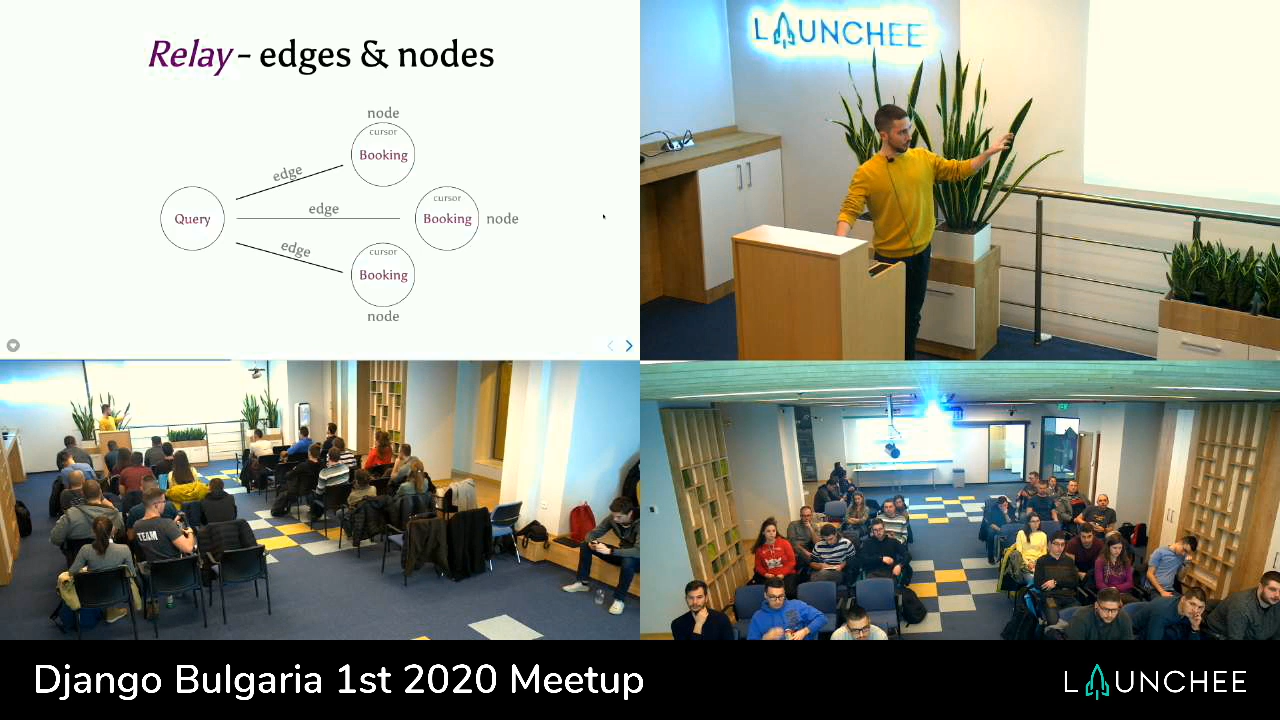 Relay - edges & nodes
node
cursor
Booking
edge
Query
edge
cursor
Booking
node
edge
cursor
Booking
node
LAUNCHEE
TEAM
Django Bulgaria 1st 2020 Meetup
LAUNCHEE